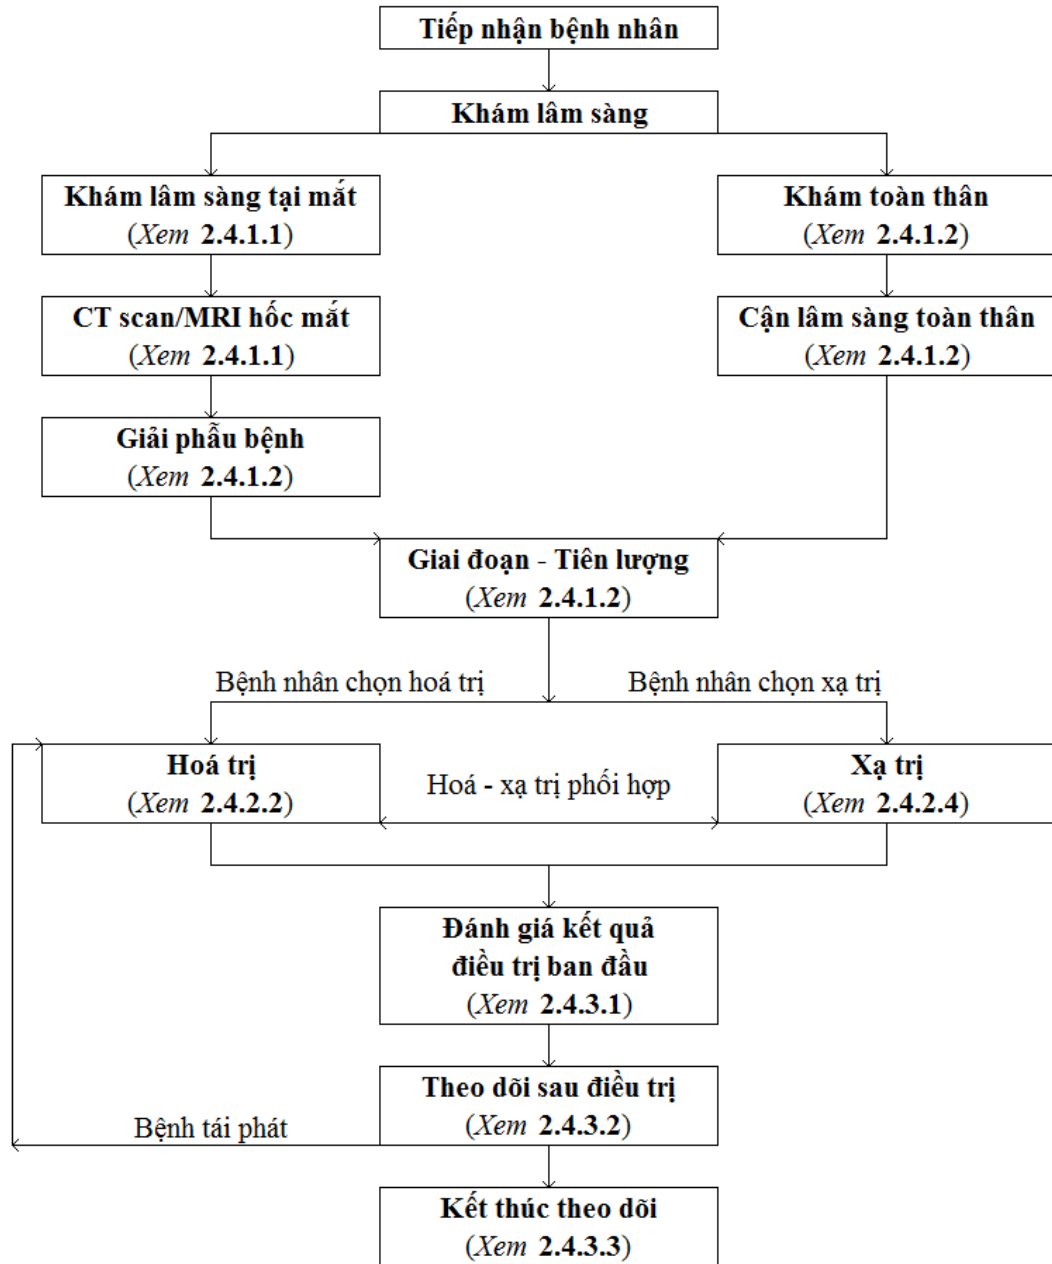 Tiếp nhận bệnh nhân
Khám lâm sàng
Khám lâm sàng tại mắt
(Xem 2.4.1.1)
Khám toàn thân
(Xem 2.4.1.2)
CT scan/MRI hốc mắt
(Xem 2.4.1.1)
Cận lâm sàng toàn thân
(Xem 2.4.1.2)
Giải phẫu bệnh
(Xem 2.4.1.2)
Giai đoạn - Tiên lượng
(Xem 2.4.1.2)
Bệnh nhân chọn hoá trị
Bệnh nhân chọn xạ trị
Hoá trị
(Xem 2.4.2.2)
Hoá - xạ trị phối hợp
Xạ trị
(Xem 2.4.2.4)
Đánh giá kết quả
điều trị ban đầu
(Xem 2.4.3.1)
Theo dõi sau điều trị
(Xem 2.4.3.2)
Bệnh tái phát
Kết thúc theo dõi
(Xem 2.4.3.3)